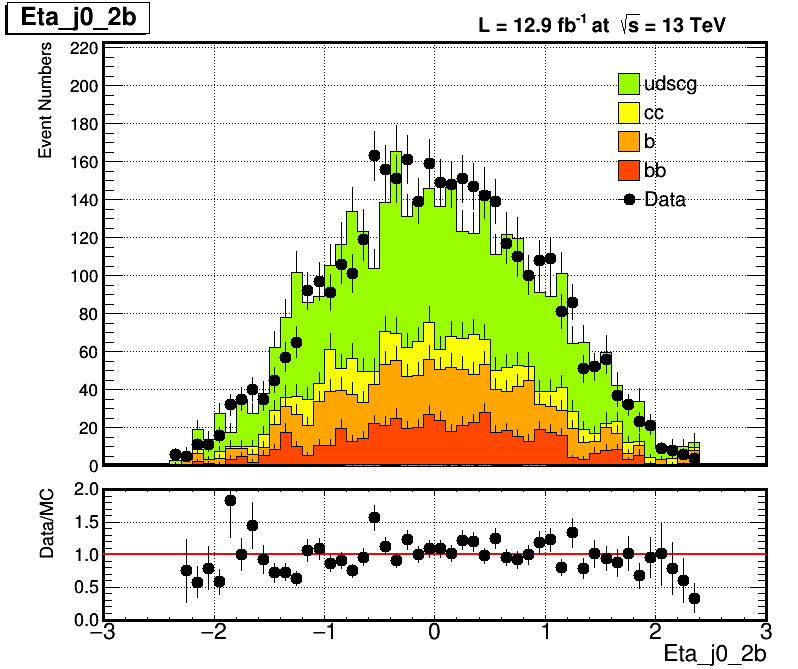 Eta_j0_2b
L = 12.9 fb⁻¹ at √s = 13 TeV
Event Numbers
220
200
180
160
140
120
100
80
60
40
20
0
udscg
cc
b
bb
Data
Data/MC
2.0
1.5
1.0
0.5
0.0
−3 −2 −1 0 1 2 3
Eta_j0_2b